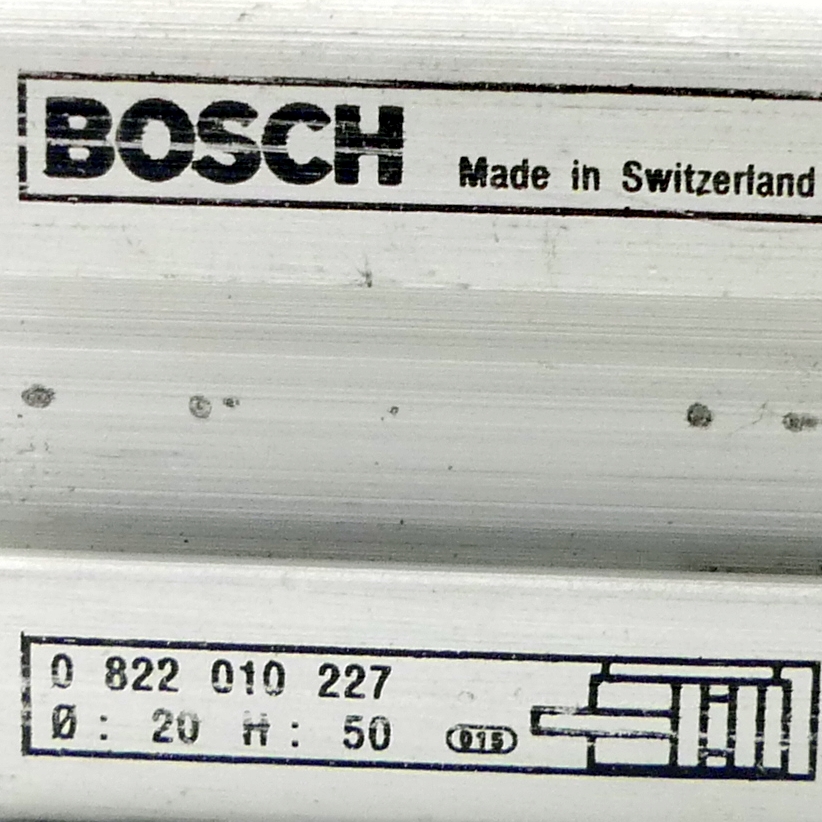 BOSCH Made in Switzerland
0 822 010 227
Ø: 20 H: 50 015